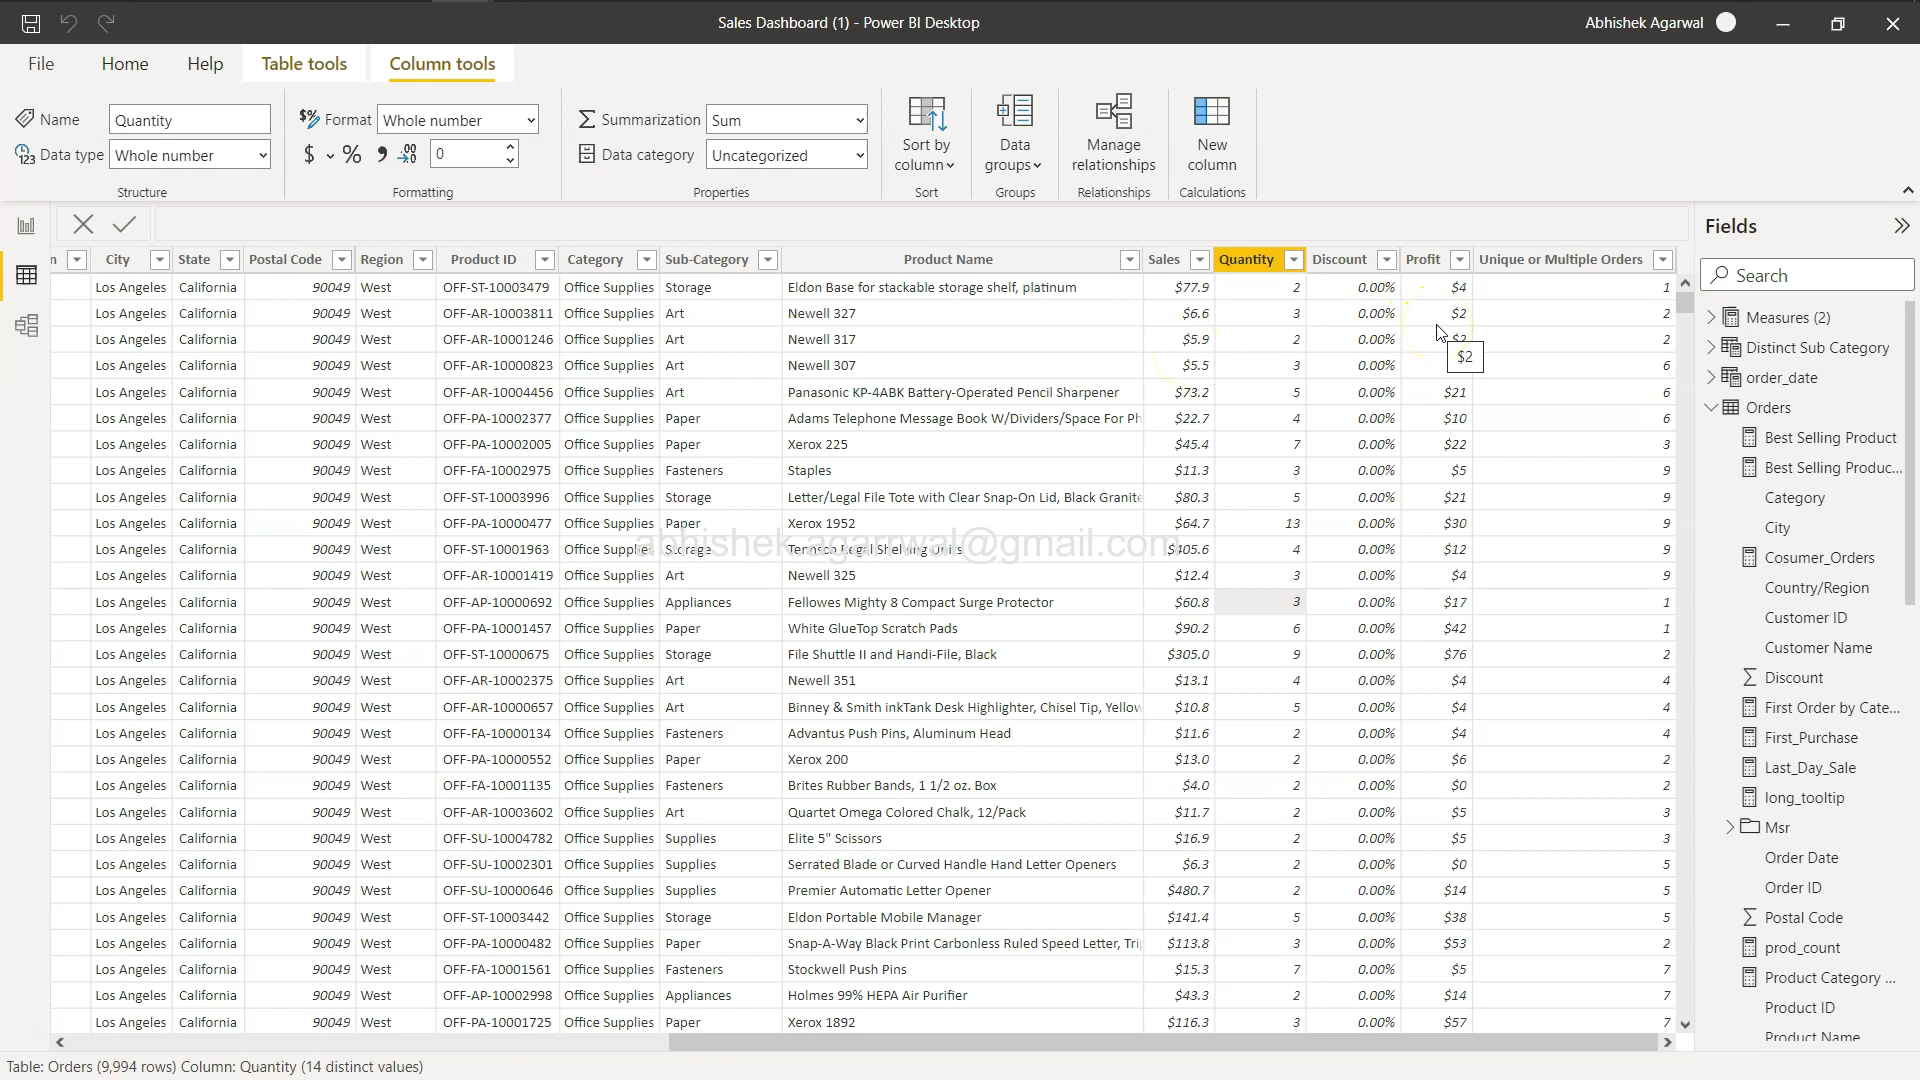 Sales Dashboard (1) - Power BI Desktop
Abhishek Agarwal
File
Home
Help
Table tools
Column tools
Name
Quantity
Data type
Whole number
Structure
Format
Whole number
$ % 9 .00 0
Formatting
Summarization
Sum
Data category
Uncategorized
Properties
Sort by
column
Sort
Data
groups
Groups
Manage
relationships
Relationships
New
column
Calculations
n City State Postal Code Region Product ID Category Sub-Category Product Name Sales Quantity Discount Profit Unique or Multiple Orders
Los Angeles California 90049 West OFF-ST-10003479 Office Supplies Storage Eldon Base for stackable storage shelf, platinum $77.9 2 0.00% $4 1
Los Angeles California 90049 West OFF-AR-10003811 Office Supplies Art Newell 327 $6.6 3 0.00% $2 2
Los Angeles California 90049 West OFF-AR-10001246 Office Supplies Art Newell 317 $5.9 2 0.00% $2 2
Los Angeles California 90049 West OFF-AR-10000823 Office Supplies Art Newell 307 $5.5 3 0.00% 6
$2
Los Angeles California 90049 West OFF-AR-10004456 Office Supplies Art Panasonic KP-4ABK Battery-Operated Pencil Sharpener $73.2 5 0.00% $21 6
Los Angeles California 90049 West OFF-PA-10002377 Office Supplies Paper Adams Telephone Message Book W/Dividers/Space For Ph $22.7 4 0.00% $10 6
Los Angeles California 90049 West OFF-PA-10002005 Office Supplies Paper Xerox 225 $45.4 7 0.00% $22 3
Los Angeles California 90049 West OFF-FA-10002975 Office Supplies Fasteners Staples $11.3 3 0.00% $5 9
Los Angeles California 90049 West OFF-ST-10003996 Office Supplies Storage Letter/Legal File Tote with Clear Snap-On Lid, Black Granite $80.3 5 0.00% $21 9
Los Angeles California 90049 West OFF-PA-10000477 Office Supplies Paper Xerox 1952 $64.7 13 0.00% $30 9
Los Angeles California 90049 West OFF-ST-10001963 Office Supplies Storage Tennsco Regal Shelving Units $405.6 4 0.00% $12 9
abhishek.agarrwal@gmail.com
Los Angeles California 90049 West OFF-AR-10001419 Office Supplies Art Newell 325 $12.4 3 0.00% $4 9
Los Angeles California 90049 West OFF-AP-10000692 Office Supplies Appliances Fellowes Mighty 8 Compact Surge Protector $60.8 3 0.00% $17 1
Los Angeles California 90049 West OFF-PA-10001457 Office Supplies Paper White GlueTop Scratch Pads $90.2 6 0.00% $42 1
Los Angeles California 90049 West OFF-ST-10000675 Office Supplies Storage File Shuttle II and Handi-File, Black $305.0 9 0.00% $76 2
Los Angeles California 90049 West OFF-AR-10002375 Office Supplies Art Newell 351 $13.1 4 0.00% $4 4
Los Angeles California 90049 West OFF-AR-10000657 Office Supplies Art Binney & Smith inkTank Desk Highlighter, Chisel Tip, Yellow $10.8 5 0.00% $4 4
Los Angeles California 90049 West OFF-FA-10000134 Office Supplies Fasteners Advantus Push Pins, Aluminum Head $11.6 2 0.00% $4 4
Los Angeles California 90049 West OFF-PA-10000552 Office Supplies Paper Xerox 200 $13.0 2 0.00% $6 2
Los Angeles California 90049 West OFF-FA-10001135 Office Supplies Fasteners Brites Rubber Bands, 1 1/2 oz. Box $4.0 2 0.00% $0 2
Los Angeles California 90049 West OFF-AR-10003602 Office Supplies Art Quartet Omega Colored Chalk, 12/Pack $11.7 2 0.00% $5 3
Los Angeles California 90049 West OFF-SU-10004782 Office Supplies Supplies Elite 5" Scissors $16.9 2 0.00% $5 3
Los Angeles California 90049 West OFF-SU-10002301 Office Supplies Supplies Serrated Blade or Curved Handle Hand Letter Openers $6.3 2 0.00% $0 5
Los Angeles California 90049 West OFF-SU-10000646 Office Supplies Supplies Premier Automatic Letter Opener $480.7 2 0.00% $14 5
Los Angeles California 90049 West OFF-ST-10003442 Office Supplies Storage Eldon Portable Mobile Manager $141.4 5 0.00% $38 5
Los Angeles California 90049 West OFF-PA-10000482 Office Supplies Paper Snap-A-Way Black Print Carbonless Ruled Speed Letter, Tri $113.8 3 0.00% $53 2
Los Angeles California 90049 West OFF-FA-10001561 Office Supplies Fasteners Stockwell Push Pins $15.3 7 0.00% $5 7
Los Angeles California 90049 West OFF-AP-10002998 Office Supplies Appliances Holmes 99% HEPA Air Purifier $43.3 2 0.00% $14 7
Los Angeles California 90049 West OFF-PA-10001725 Office Supplies Paper Xerox 1892 $116.3 3 0.00% $57 7
Fields
Search
Measures (2)
Distinct Sub Category
order_date
Orders
Best Selling Product
Best Selling Produc...
Category
City
Cosumer_Orders
Country/Region
Customer ID
Customer Name
Discount
First Order by Cate...
First_Purchase
Last_Day_Sale
long_tooltip
Msr
Order Date
Order ID
Postal Code
prod_count
Product Category ...
Product ID
Product Name
Table: Orders (9,994 rows) Column: Quantity (14 distinct values)